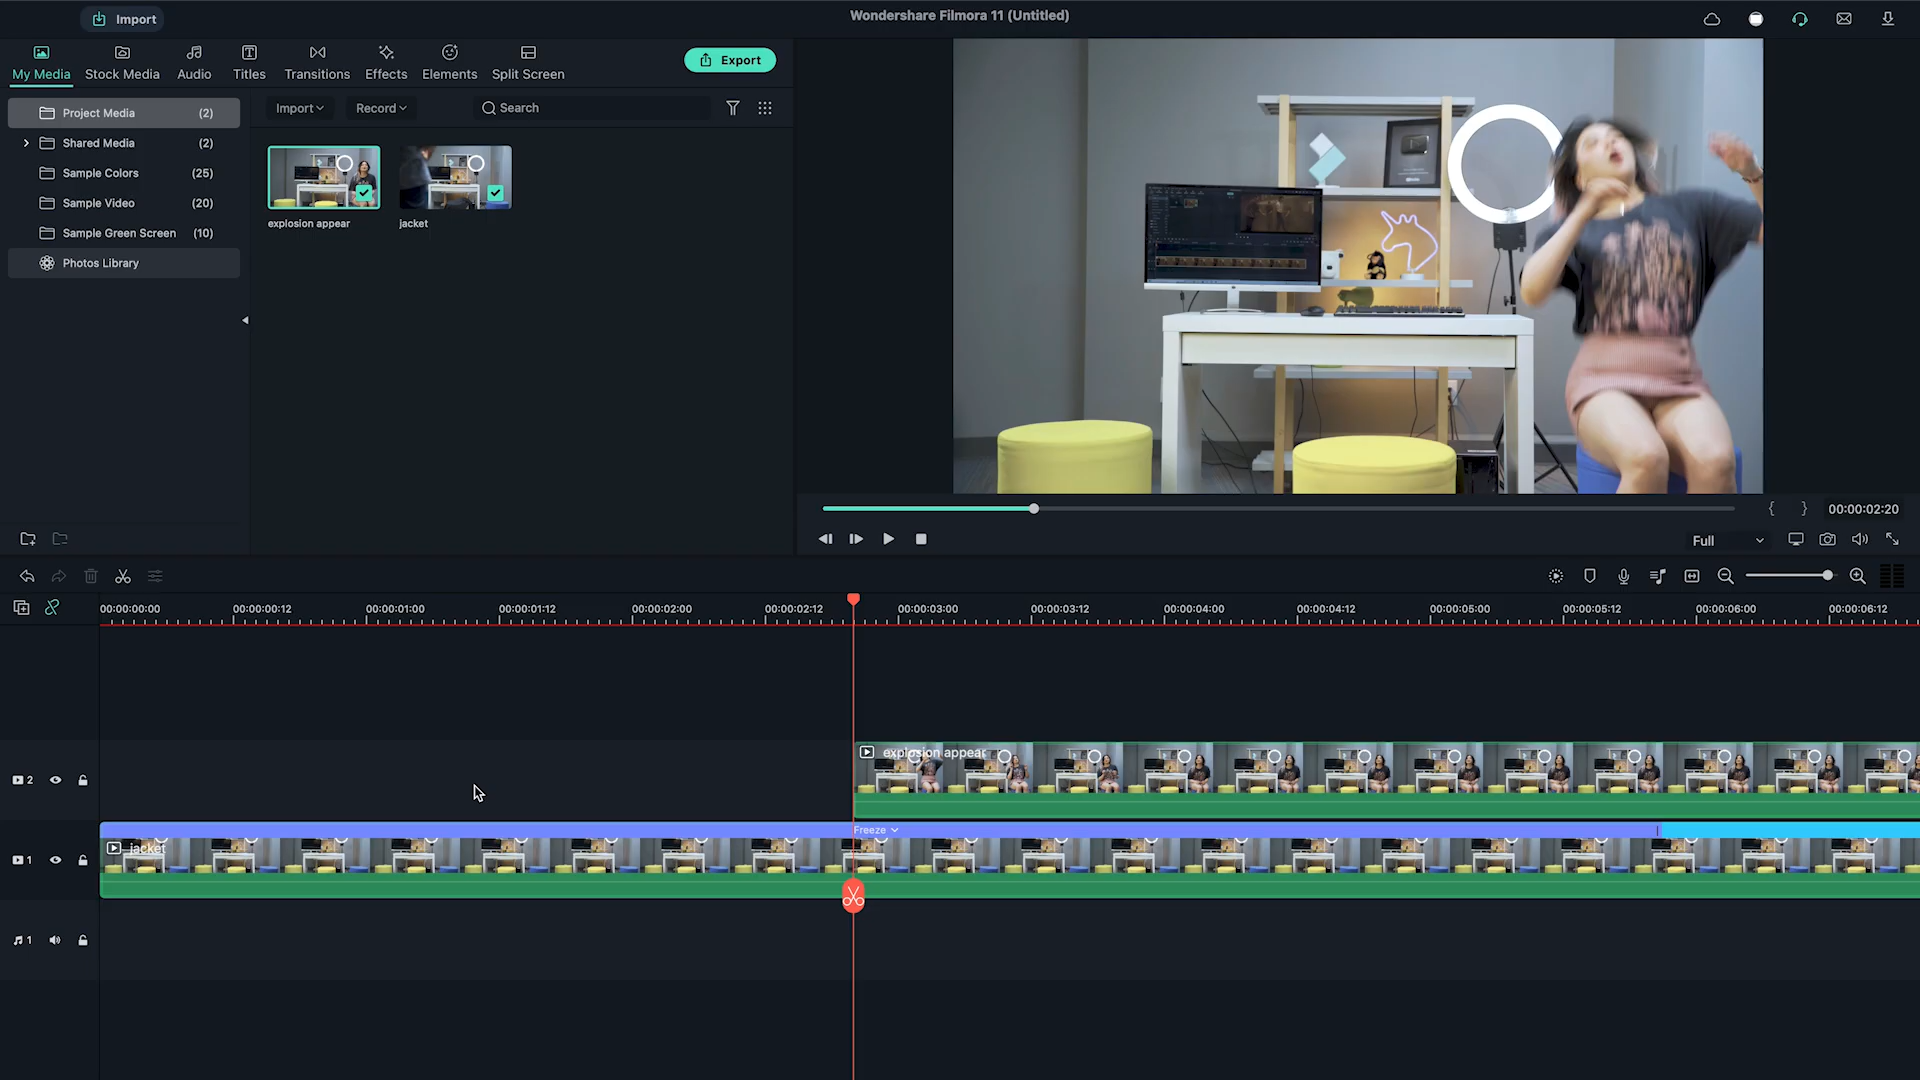 Import
Wondershare Filmora 11 (Untitled)
My Media
Stock Media
Audio
Titles
Transitions
Effects
Elements
Split Screen
Export
Project Media (2)
Shared Media (2)
Sample Colors (25)
Sample Video (20)
Sample Green Screen (10)
Photos Library
Import
Record
Search
explosion appear
jacket
{ } 00:00:02:20
Full
00:00:00:00 00:00:00:12 00:00:01:00 00:00:01:12 00:00:02:00 00:00:02:12 00:00:03:00 00:00:03:12 00:00:04:00 00:00:04:12 00:00:05:00 00:00:05:12 00:00:06:00 00:00:06:12
explosion appear
2
Freeze
jacket
1
1